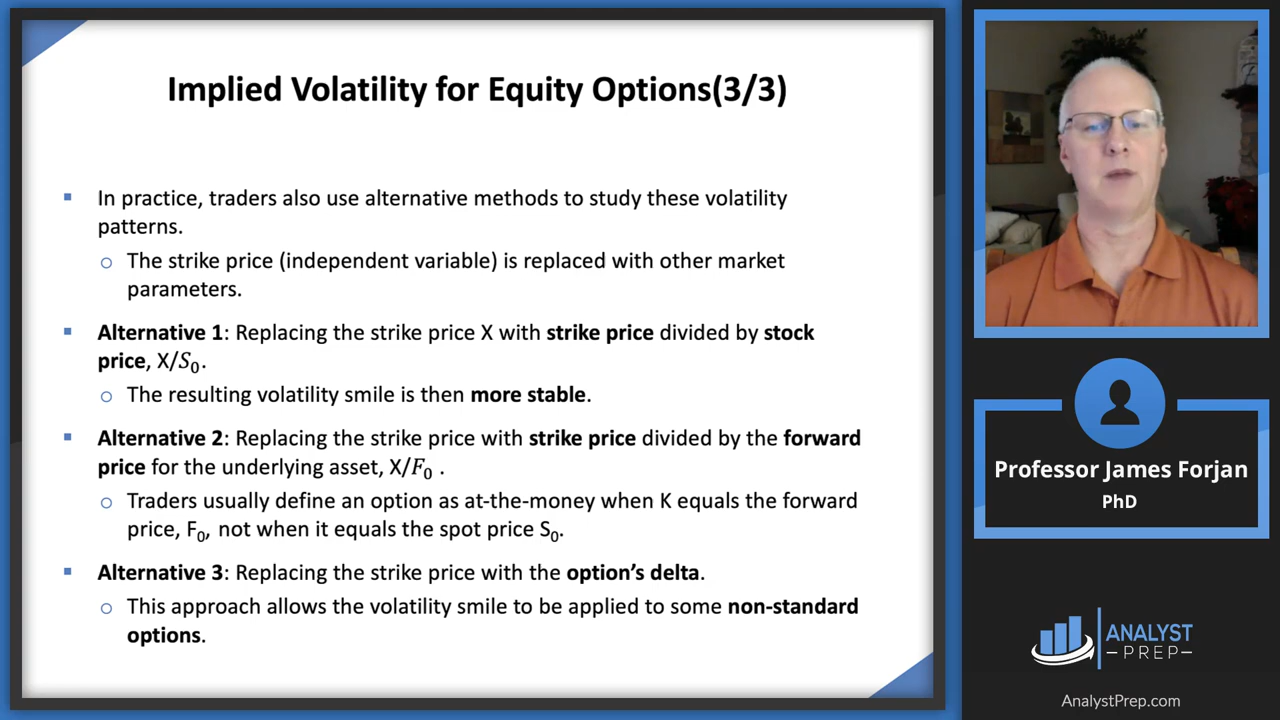 Implied Volatility for Equity Options(3/3)
▪ In practice, traders also use alternative methods to study these volatility
patterns.
o The strike price (independent variable) is replaced with other market
parameters.
▪ Alternative 1: Replacing the strike price X with strike price divided by stock
price, X/S₀.
o The resulting volatility smile is then more stable.
▪ Alternative 2: Replacing the strike price with strike price divided by the forward
price for the underlying asset, X/F₀ .
o Traders usually define an option as at-the-money when K equals the forward
price, F₀, not when it equals the spot price S₀.
▪ Alternative 3: Replacing the strike price with the option’s delta.
o This approach allows the volatility smile to be applied to some non-standard
options.
Professor James Forjan
PhD
ANALYST
–PREP–
AnalystPrep.com